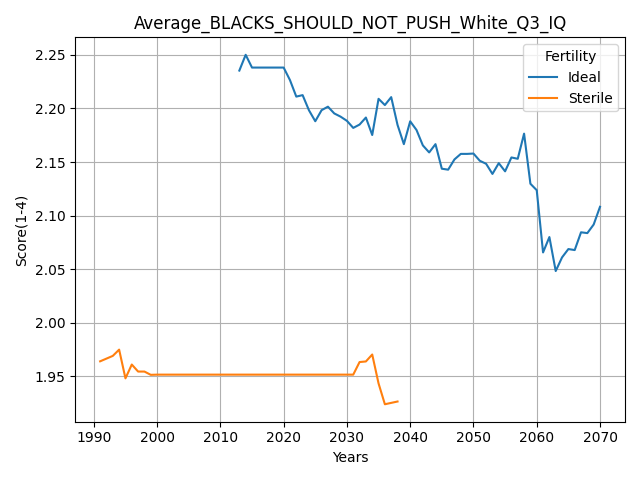 Average_BLACKS_SHOULD_NOT_PUSH_White_Q3_IQ
Fertility
Ideal
Sterile
Score(1-4)
2.25
2.20
2.15
2.10
2.05
2.00
1.95
1990 2000 2010 2020 2030 2040 2050 2060 2070
Years